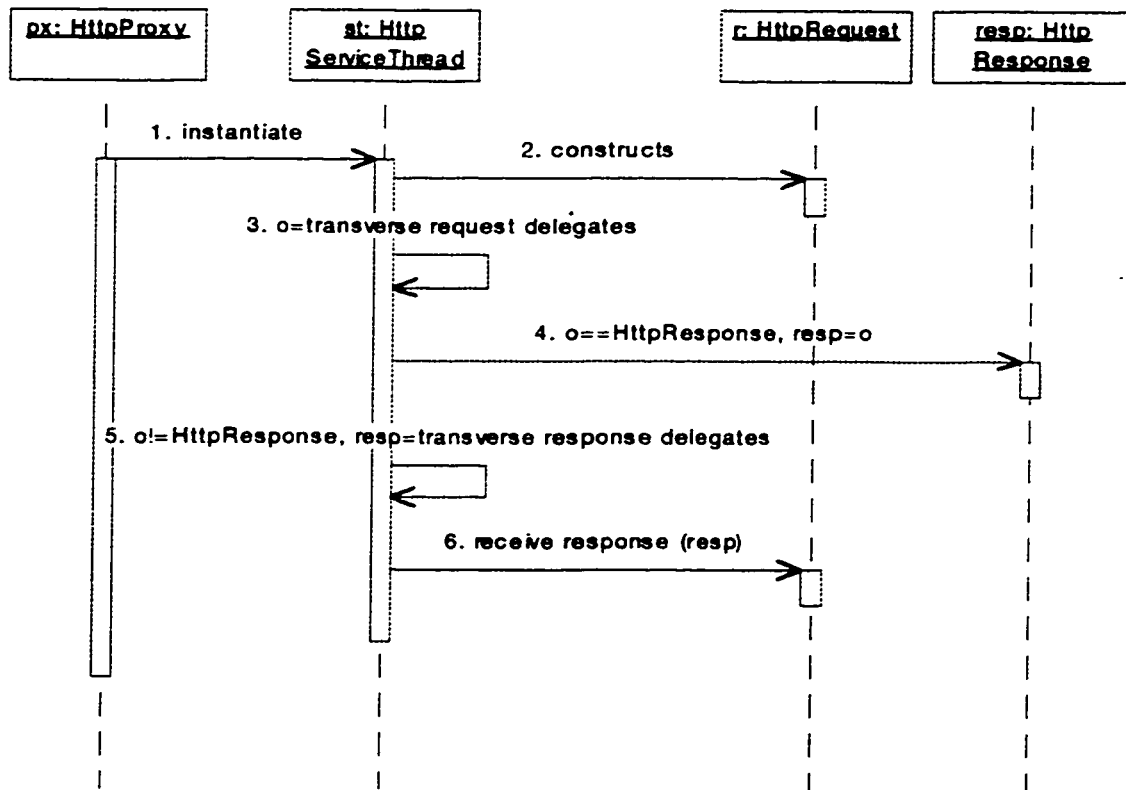 px: HttpProxy
st: Http
ServiceThread
r: HttpRequest
resp: Http
Response
1. instantiate
2. constructs
3. o=transverse request delegates
4. o==HttpResponse, resp=o
5. o!=HttpResponse, resp=transverse response delegates
6. receive response (resp)